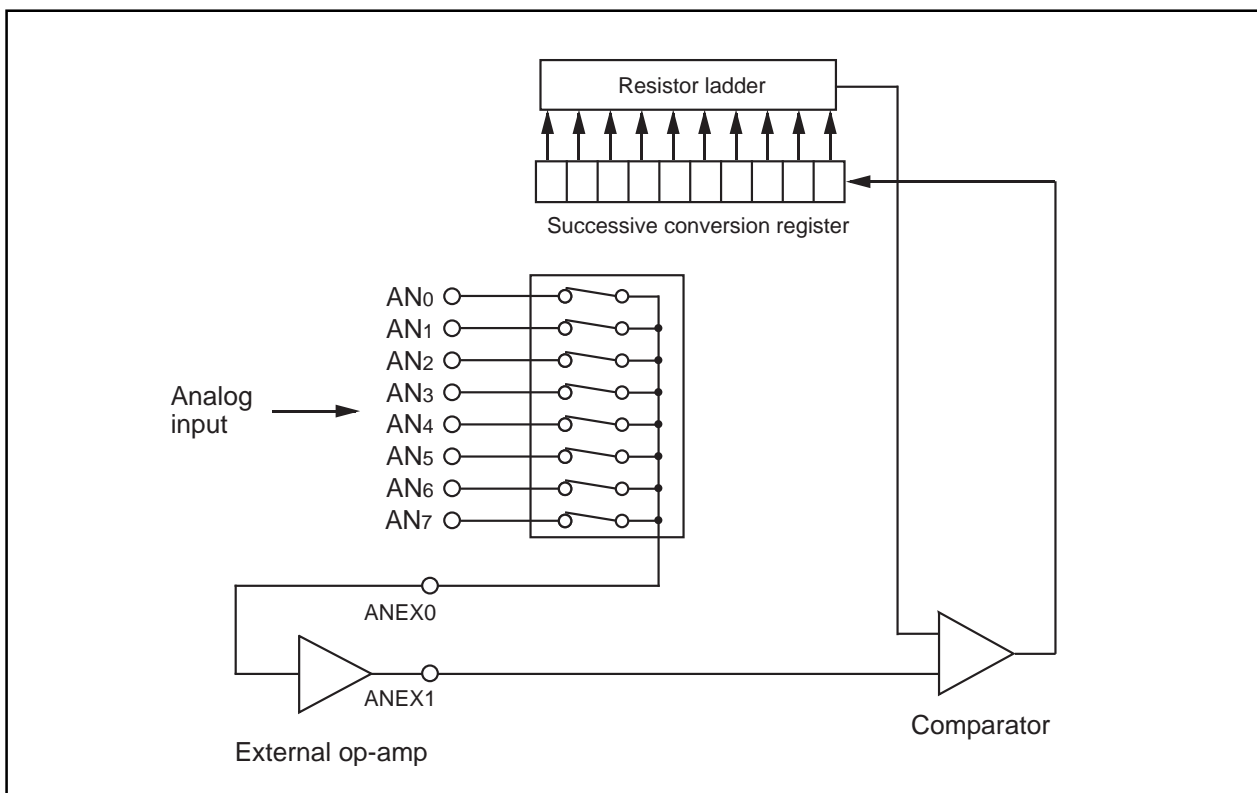 Resistor ladder
Successive conversion register
AN0
AN1
AN2
AN3
AN4
AN5
AN6
AN7
Analog
input
ANEX0
ANEX1
External op-amp
Comparator